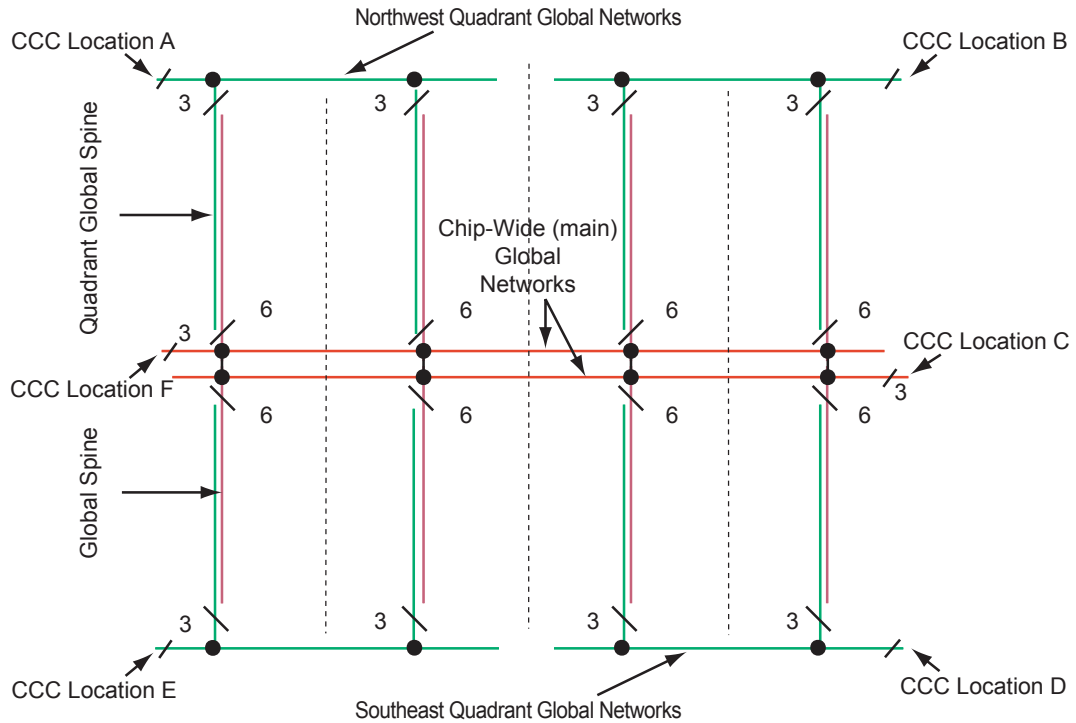 Northwest Quadrant Global Networks
CCC Location A
CCC Location B
3
3
3
3
Quadrant Global Spine
Chip-Wide (main)
Global
Networks
6
6
6
6
3
CCC Location C
CCC Location F
3
6
6
6
6
Global Spine
3
3
3
3
CCC Location E
CCC Location D
Southeast Quadrant Global Networks